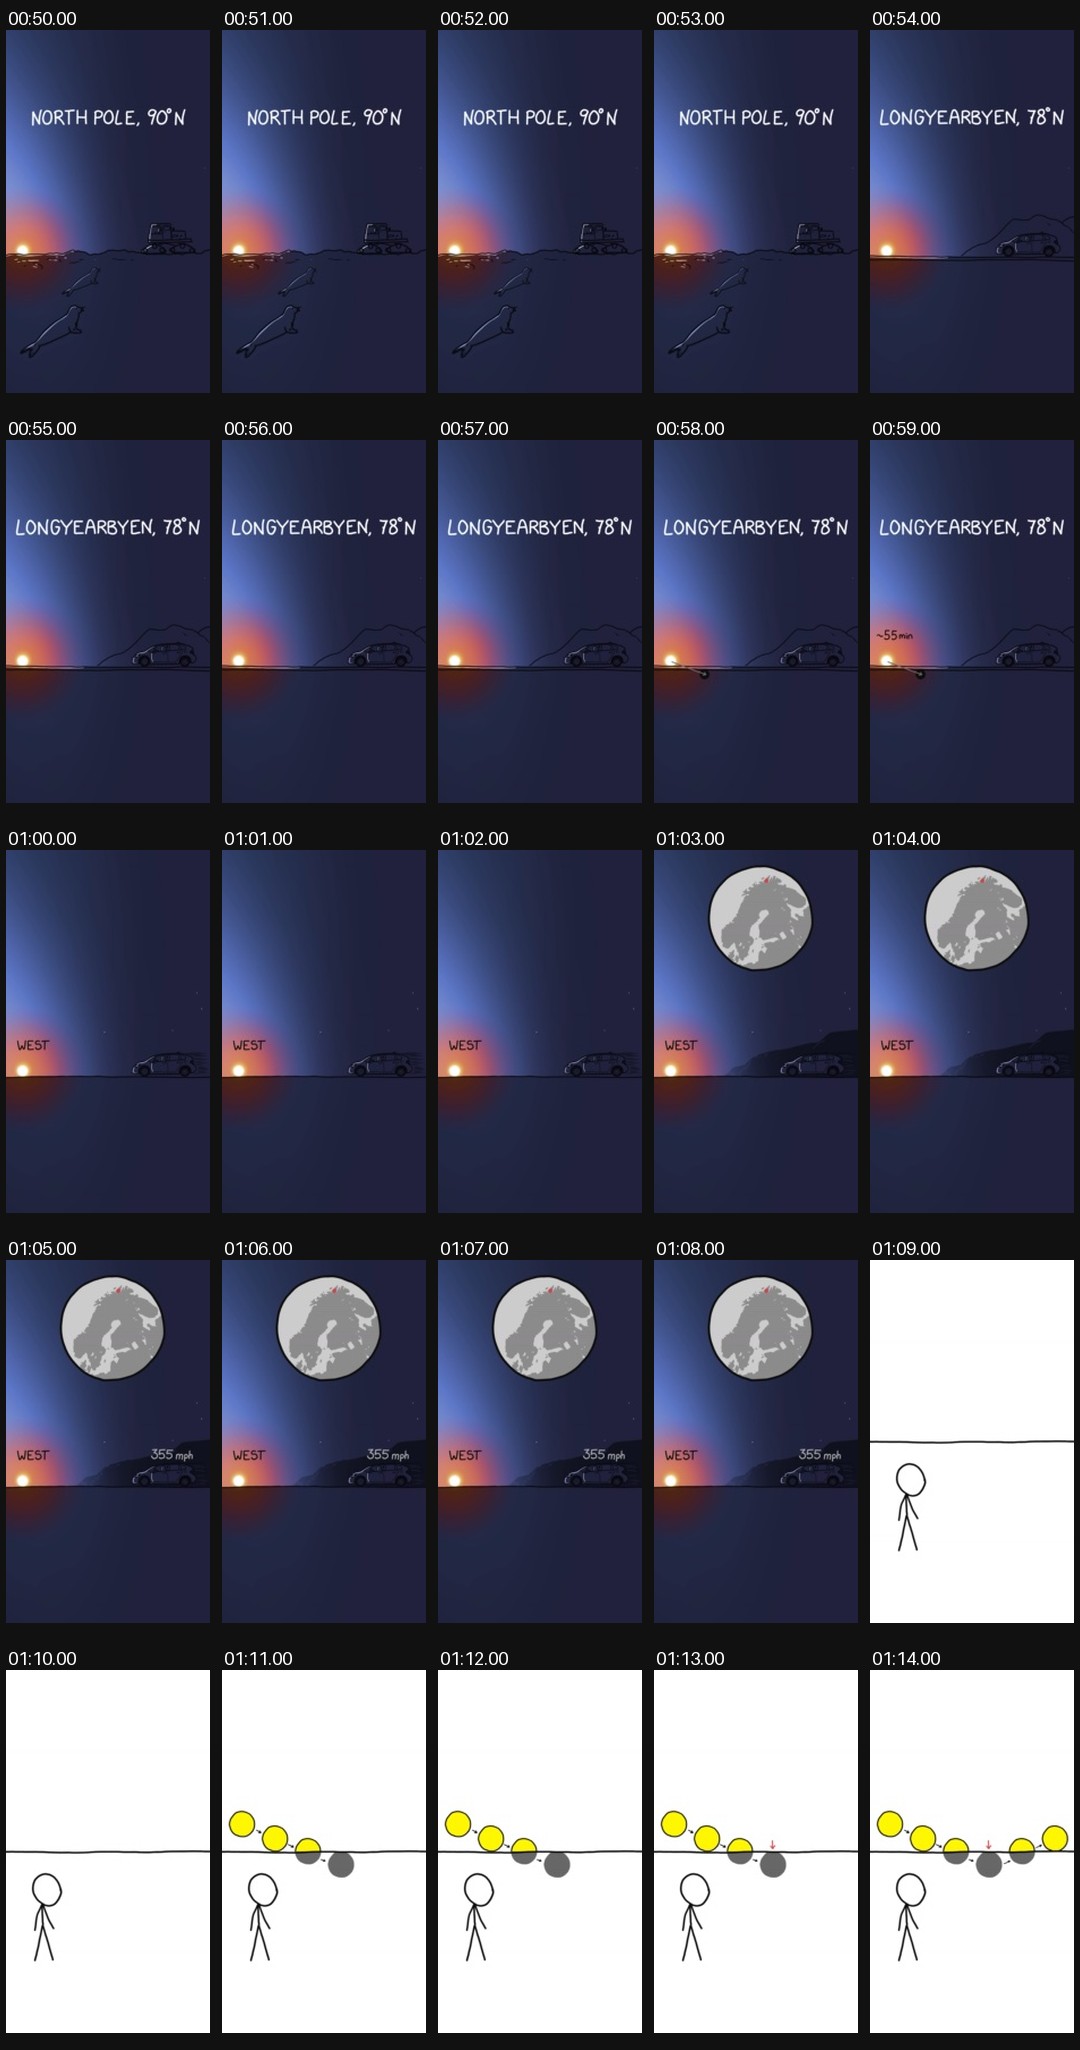 00:50.00 00:51.00 00:52.00 00:53.00 00:54.00
NORTH POLE, 90°N NORTH POLE, 90°N NORTH POLE, 90°N NORTH POLE, 90°N LONGYEARBYEN, 78°N
00:55.00 00:56.00 00:57.00 00:58.00 00:59.00
LONGYEARBYEN, 78°N LONGYEARBYEN, 78°N LONGYEARBYEN, 78°N LONGYEARBYEN, 78°N LONGYEARBYEN, 78°N
~55 min
01:00.00 01:01.00 01:02.00 01:03.00 01:04.00
WEST WEST WEST WEST WEST
01:05.00 01:06.00 01:07.00 01:08.00 01:09.00
WEST 355 mph WEST 355 mph WEST 355 mph WEST 355 mph
01:10.00 01:11.00 01:12.00 01:13.00 01:14.00